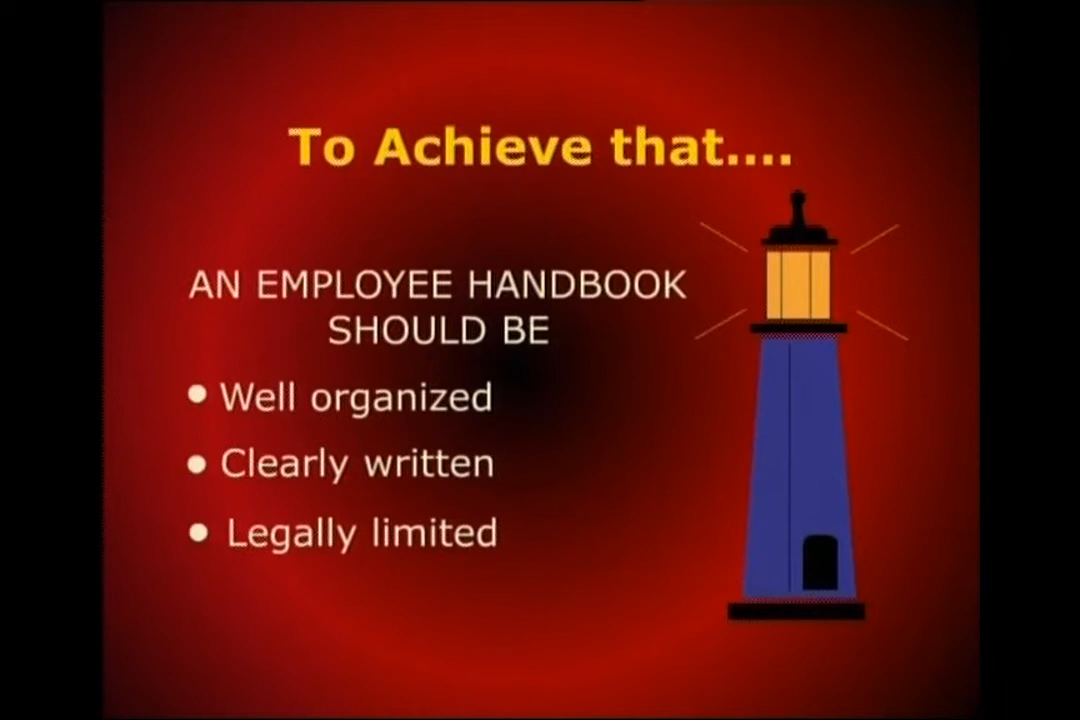 To Achieve that....
AN EMPLOYEE HANDBOOK
SHOULD BE
• Well organized
• Clearly written
• Legally limited